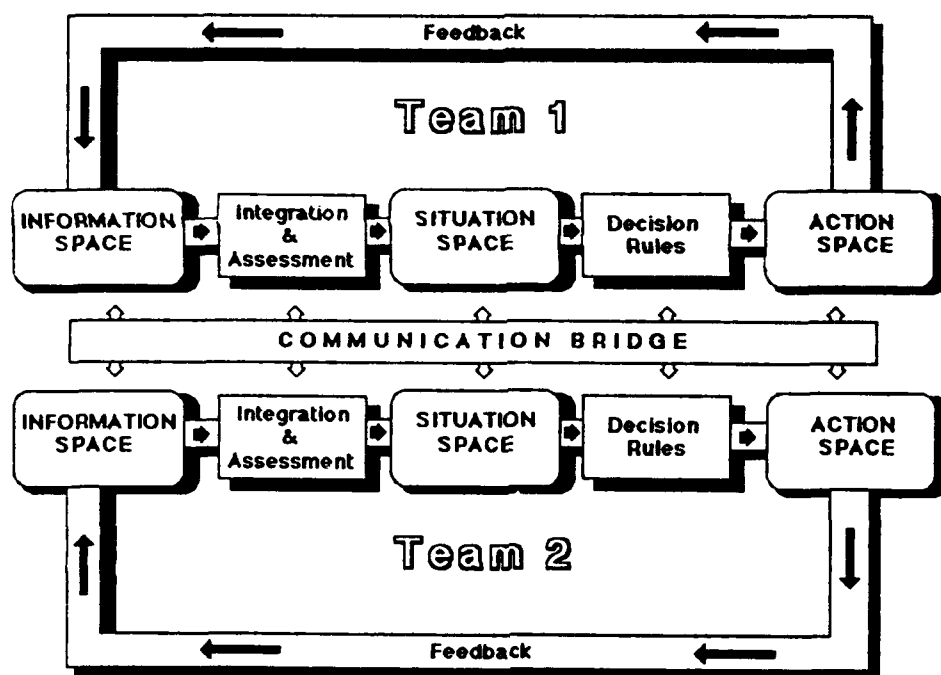 Feedback
Team 1
INFORMATION
SPACE
Integration
&
Assessment
SITUATION
SPACE
Decision
Rules
ACTION
SPACE
COMMUNICATION BRIDGE
INFORMATION
SPACE
Integration
&
Assessment
SITUATION
SPACE
Decision
Rules
ACTION
SPACE
Team 2
Feedback